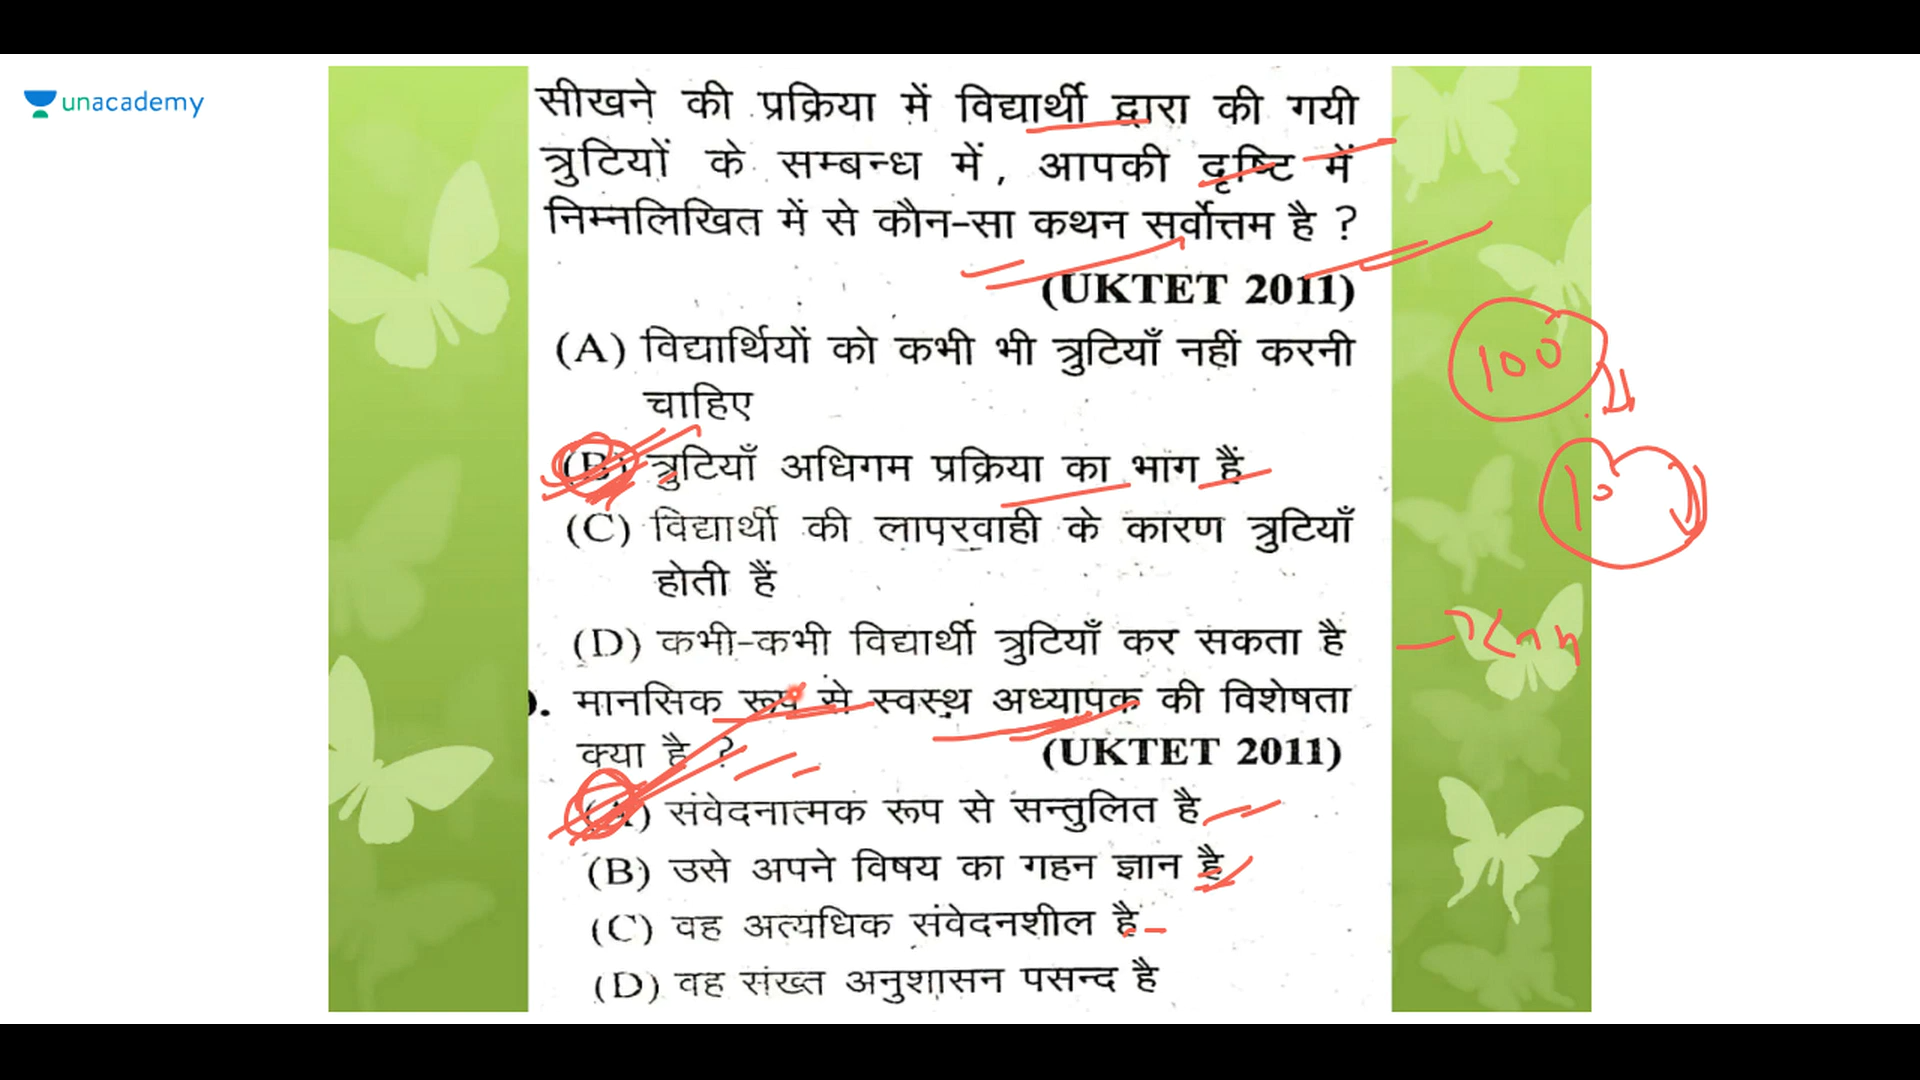 unacademy
सीखने की प्रक्रिया में विद्यार्थी द्वारा की गयी
त्रुटियों के सम्बन्ध में, आपकी दृष्टि में
निम्नलिखित में से कौन-सा कथन सर्वोत्तम है ?
(UKTET 2011)
(A) विद्यार्थियों को कभी भी त्रुटियाँ नहीं करनी
चाहिए
(B) त्रुटियाँ अधिगम प्रक्रिया का भाग हैं
(C) विद्यार्थी की लापरवाही के कारण त्रुटियाँ
होती हैं
(D) कभी-कभी विद्यार्थी त्रुटियाँ कर सकता है
मानसिक रूप से स्वस्थ अध्यापक की विशेषता
क्या है ? (UKTET 2011)
(A) संवेदनात्मक रूप से सन्तुलित है
(B) उसे अपने विषय का गहन ज्ञान है
(C) वह अत्यधिक संवेदनशील है
(D) वह सख्त अनुशासन पसन्द है
100